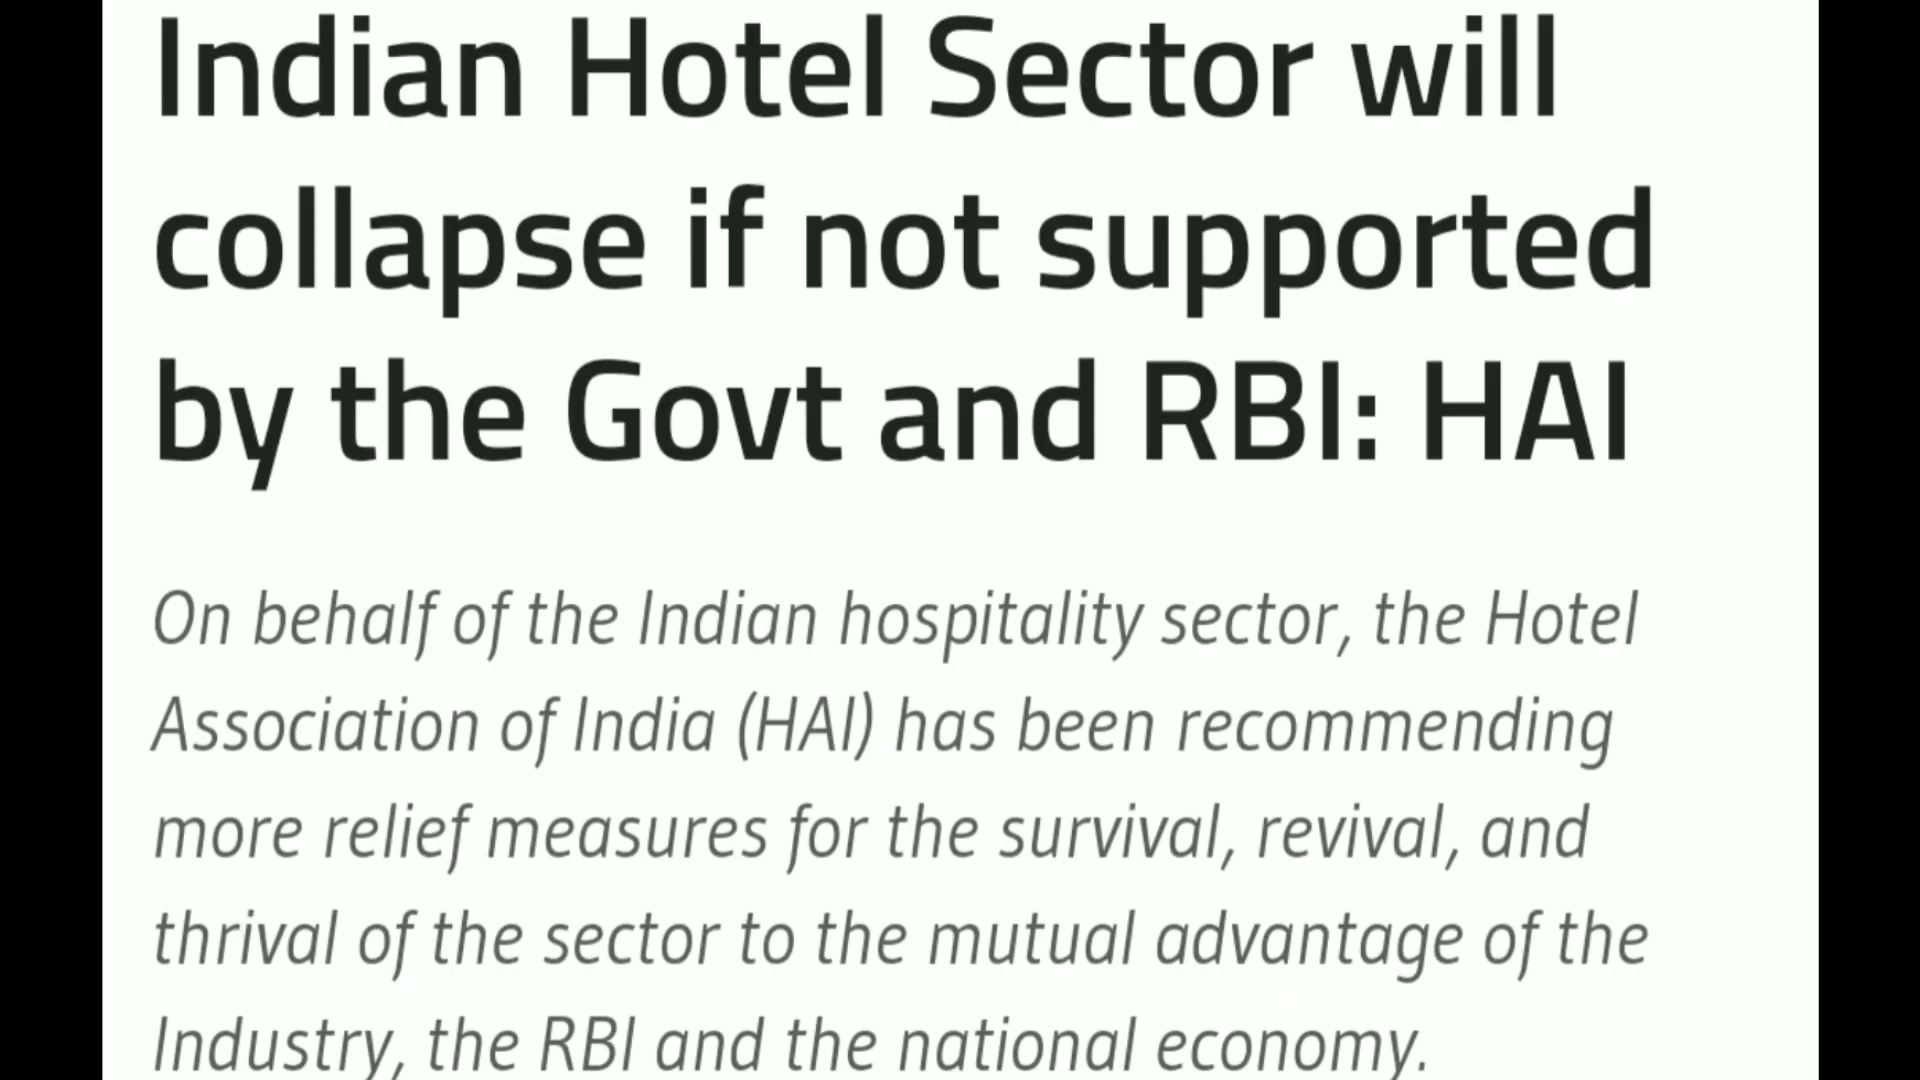 Indian Hotel Sector will
collapse if not supported
by the Govt and RBI: HAI
On behalf of the Indian hospitality sector, the Hotel
Association of India (HAI) has been recommending
more relief measures for the survival, revival, and
thrival of the sector to the mutual advantage of the
Industry, the RBI and the national economy.